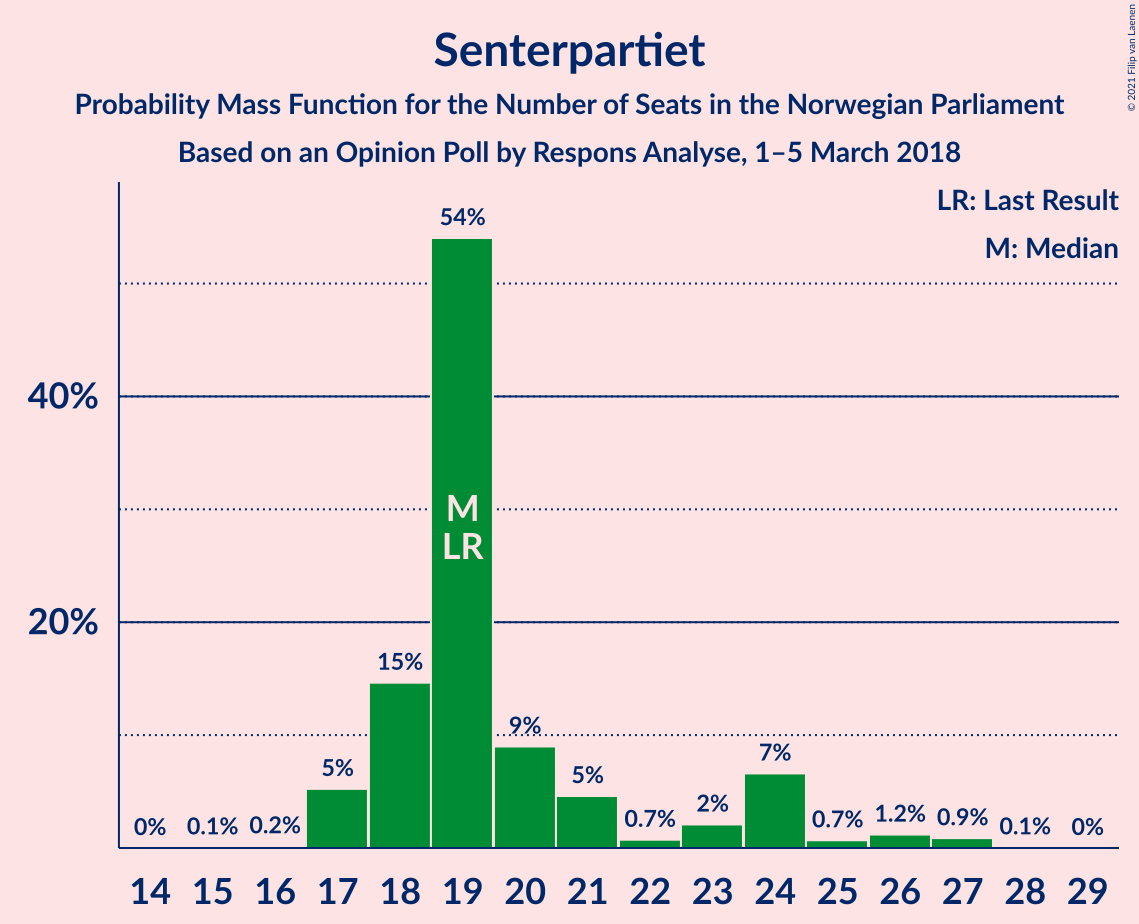 © 2021 Filip van Laenen
Senterpartiet
Probability Mass Function for the Number of Seats in the Norwegian Parliament
Based on an Opinion Poll by Respons Analyse, 1–5 March 2018
LR: Last Result
M: Median
54%
40%
M
LR
20%
15%
9%
5%
5%
7%
0%
0.1%
0.2%
0.7%
2%
0.7%
1.2%
0.9%
0.1%
0%
14 15 16 17 18 19 20 21 22 23 24 25 26 27 28 29